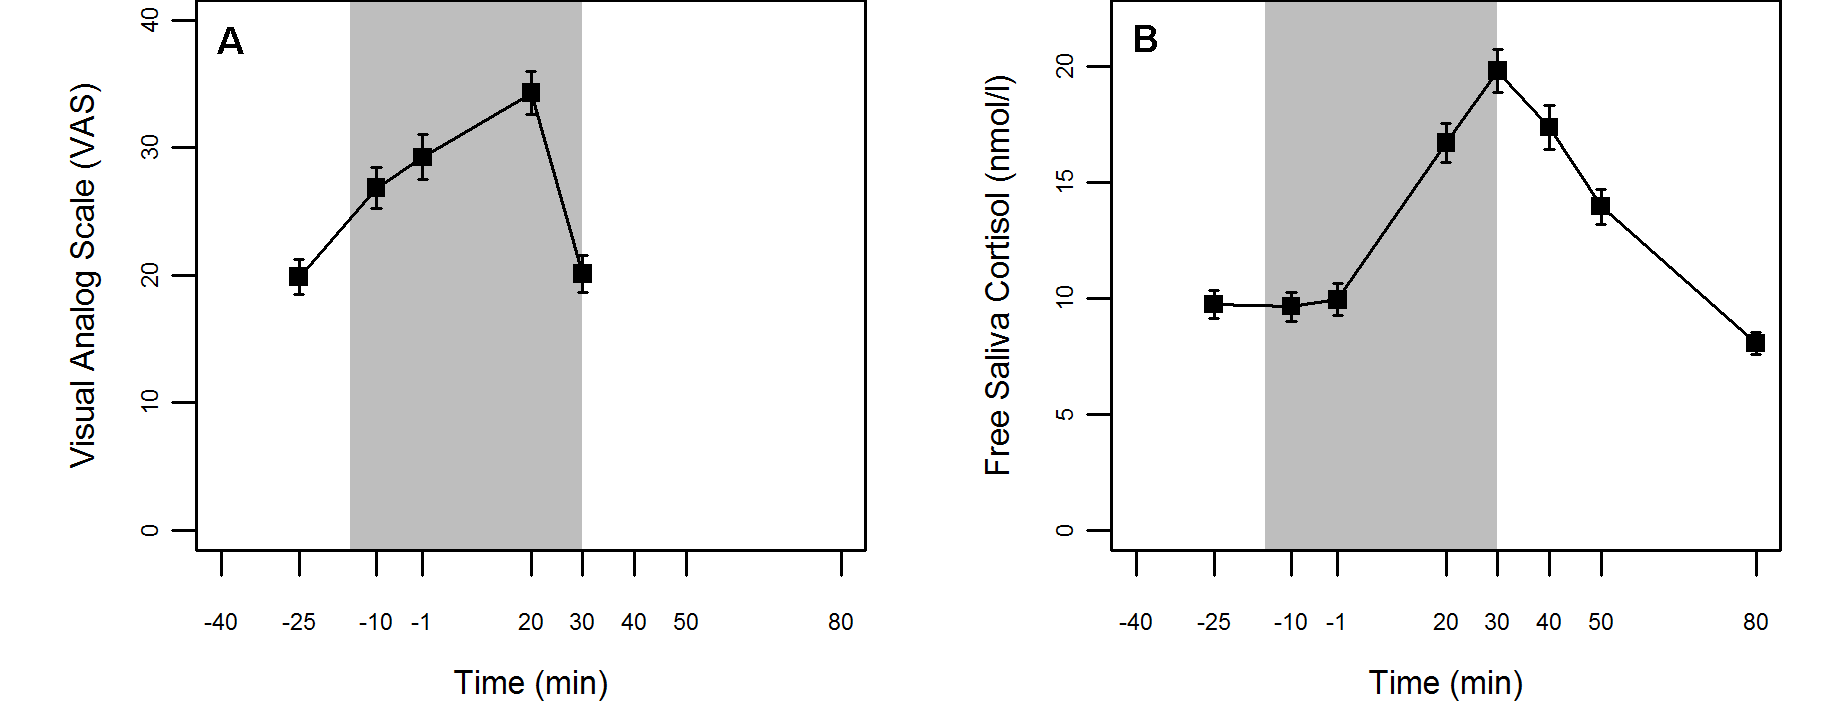 A
Visual Analog Scale (VAS)
40
30
20
10
0
-40 -25 -10 -1 20 30 40 50 80
Time (min)
B
Free Saliva Cortisol (nmol/l)
20
15
10
5
0
-40 -25 -10 -1 20 30 40 50 80
Time (min)